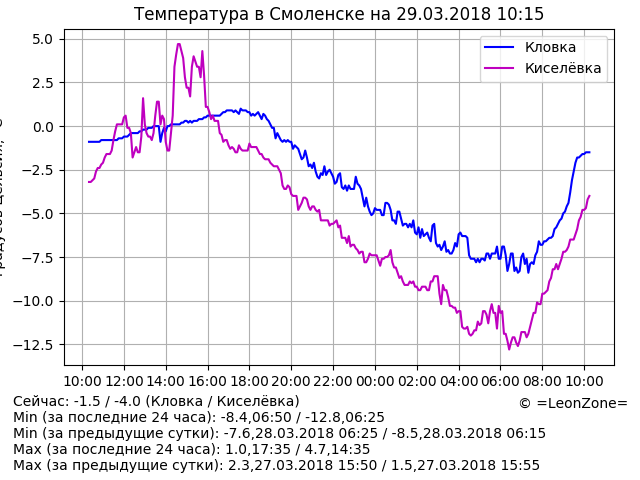 Температура в Смоленске на 29.03.2018 10:15
Кловка
Киселёвка
5.0
2.5
0.0
−2.5
−5.0
−7.5
−10.0
−12.5
10:00 12:00 14:00 16:00 18:00 20:00 22:00 00:00 02:00 04:00 06:00 08:00 10:00
Сейчас: -1.5 / -4.0 (Кловка / Киселёвка)
© =LeonZone=
Min (за последние 24 часа): -8.4,06:50 / -12.8,06:25
Min (за предыдущие сутки): -7.6,28.03.2018 06:25 / -8.5,28.03.2018 06:15
Max (за последние 24 часа): 1.0,17:35 / 4.7,14:35
Max (за предыдущие сутки): 2.3,27.03.2018 15:50 / 1.5,27.03.2018 15:55